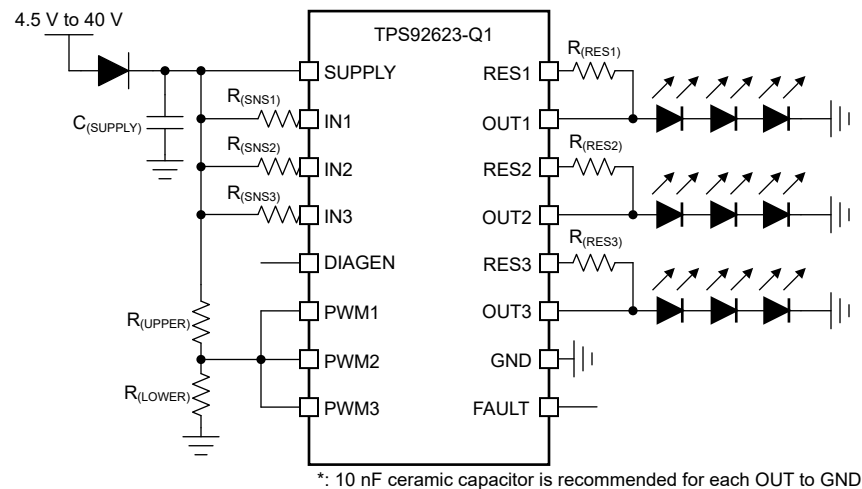 4.5 V to 40 V
TPS92623-Q1
SUPPLY
C(SUPPLY)
R(SNS1)
IN1
R(SNS2)
IN2
R(SNS3)
IN3
DIAGEN
R(UPPER)
PWM1
PWM2
R(LOWER)
PWM3
RES1
R(RES1)
OUT1
RES2
R(RES2)
OUT2
RES3
R(RES3)
OUT3
GND
FAULT
*: 10 nF ceramic capacitor is recommended for each OUT to GND